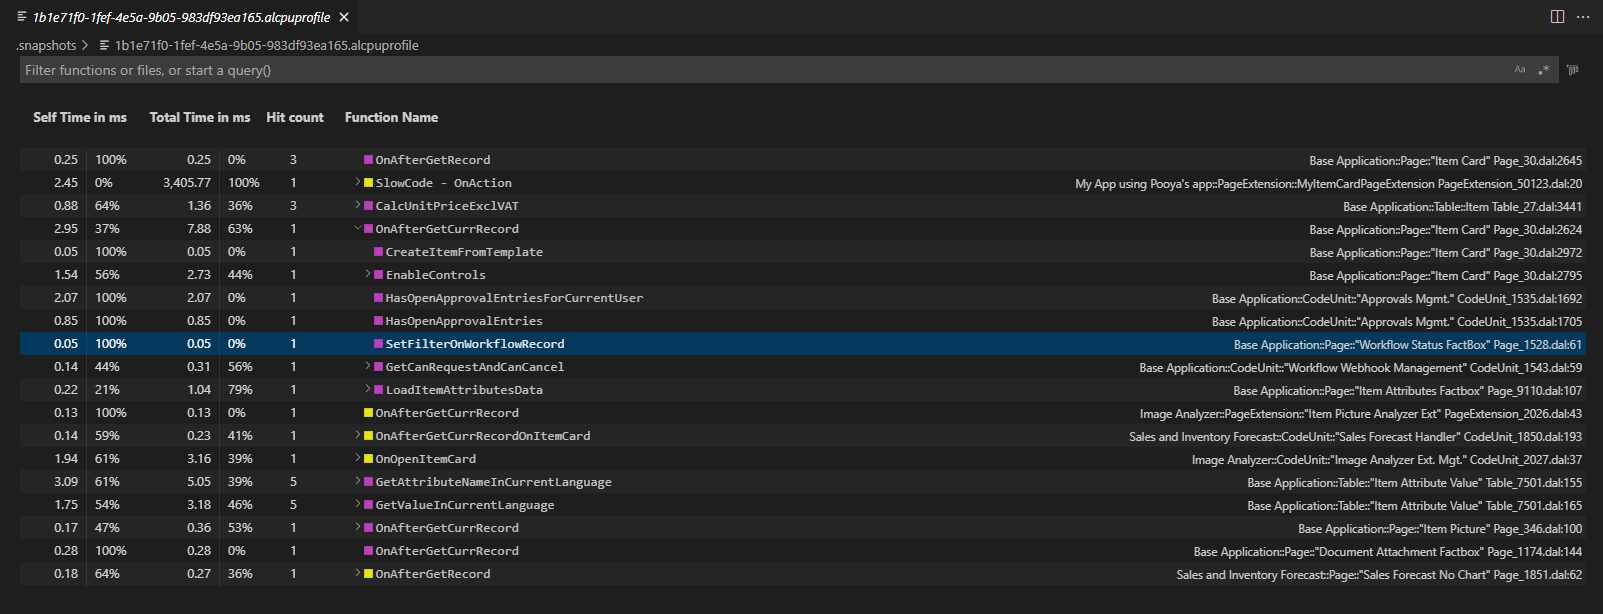 1b1e71f0-1fef-4e5a-9b05-983df93ea165.alcpuprofile
.snapshots 1b1e71f0-1fef-4e5a-9b05-983df93ea165.alcpuprofile
Filter functions or files, or start a query() Aa .*
Self Time in ms Total Time in ms Hit count Function Name
0.25 100% 0.25 0% 3 OnAfterGetRecord Base Application::Page::"Item Card" Page_30.dal:2645
2.45 0% 3,405.77 100% 1 SlowCode - OnAction My App using Pooya's app::PageExtension::MyItemCardPageExtension PageExtension_50123.dal:20
0.88 64% 1.36 36% 3 CalcUnitPriceExclVAT Base Application::Table::Item Table_27.dal:3441
2.95 37% 7.88 63% 1 OnAfterGetCurrRecord Base Application::Page::"Item Card" Page_30.dal:2624
0.05 100% 0.05 0% 1 CreateItemFromTemplate Base Application::Page::"Item Card" Page_30.dal:2972
1.54 56% 2.73 44% 1 EnableControls Base Application::Page::"Item Card" Page_30.dal:2795
2.07 100% 2.07 0% 1 HasOpenApprovalEntriesForCurrentUser Base Application::CodeUnit::"Approvals Mgmt." CodeUnit_1535.dal:1692
0.85 100% 0.85 0% 1 HasOpenApprovalEntries Base Application::CodeUnit::"Approvals Mgmt." CodeUnit_1535.dal:1705
0.05 100% 0.05 0% 1 SetFilterOnWorkflowRecord Base Application::Page::"Workflow Status FactBox" Page_1528.dal:61
0.14 44% 0.31 56% 1 GetCanRequestAndCanCancel Base Application::CodeUnit::"Workflow Webhook Management" CodeUnit_1543.dal:59
0.22 21% 1.04 79% 1 LoadItemAttributesData Base Application::Page::"Item Attributes Factbox" Page_9110.dal:107
0.13 100% 0.13 0% 1 OnAfterGetCurrRecord Image Analyzer::PageExtension::"Item Picture Analyzer Ext" PageExtension_2026.dal:43
0.14 59% 0.23 41% 1 OnAfterGetCurrRecordOnItemCard Sales and Inventory Forecast::CodeUnit::"Sales Forecast Handler" CodeUnit_1850.dal:193
1.94 61% 3.16 39% 1 OnOpenItemCard Image Analyzer::CodeUnit::"Image Analyzer Ext. Mgt." CodeUnit_2027.dal:37
3.09 61% 5.05 39% 5 GetAttributeNameInCurrentLanguage Base Application::Table::"Item Attribute Value" Table_7501.dal:155
1.75 54% 3.18 46% 5 GetValueInCurrentLanguage Base Application::Table::"Item Attribute Value" Table_7501.dal:165
0.17 47% 0.36 53% 1 OnAfterGetCurrRecord Base Application::Page::"Item Picture" Page_346.dal:100
0.28 100% 0.28 0% 1 OnAfterGetCurrRecord Base Application::Page::"Document Attachment Factbox" Page_1174.dal:144
0.18 64% 0.27 36% 1 OnAfterGetRecord Sales and Inventory Forecast::Page::"Sales Forecast No Chart" Page_1851.dal:62